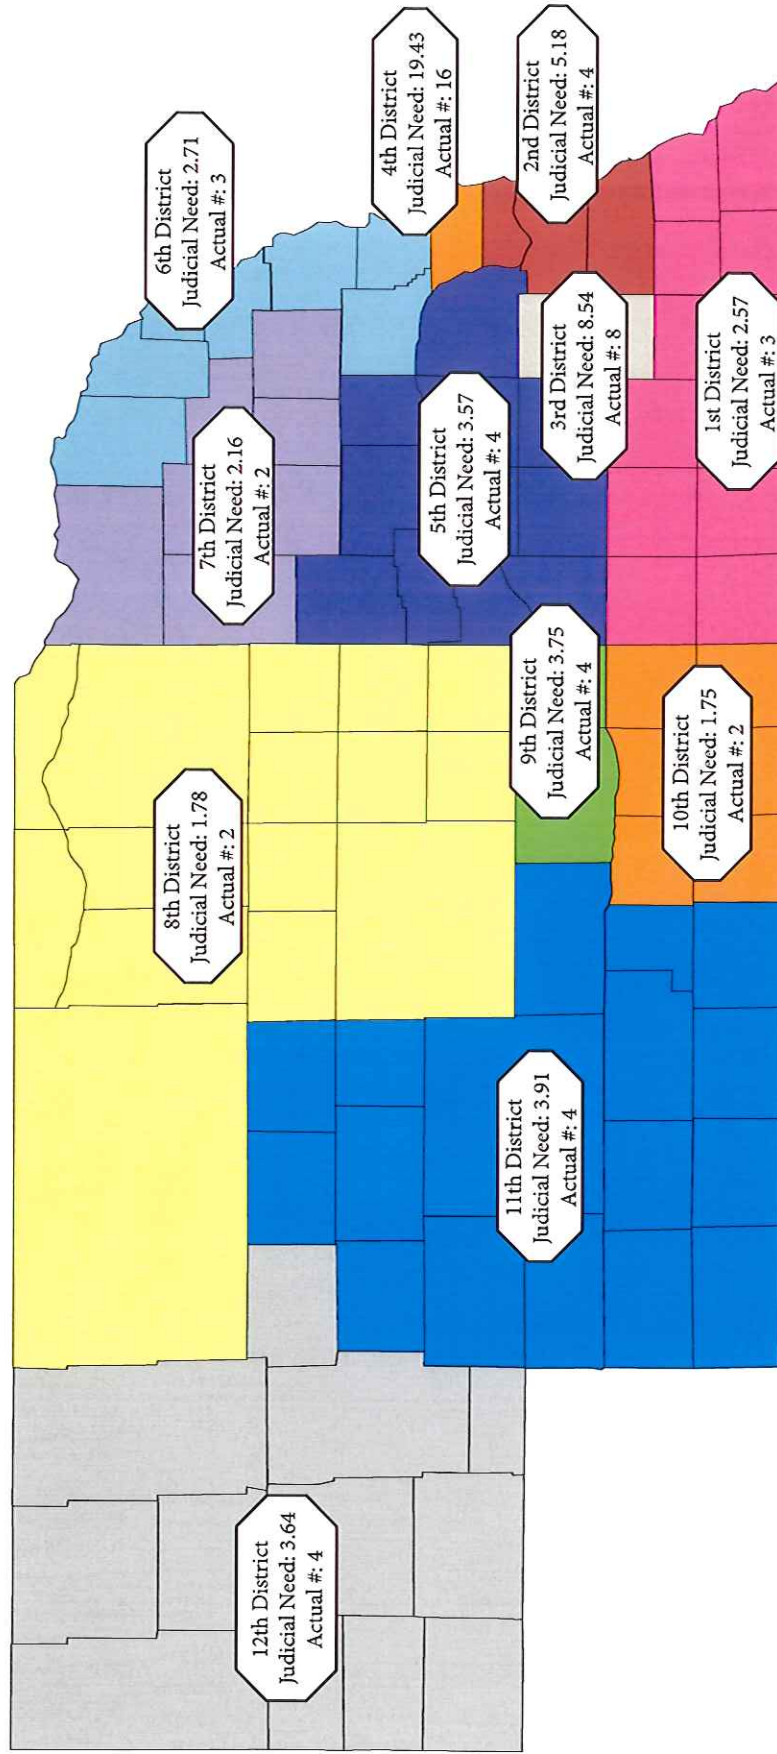 12th District
Judicial Need: 3.64
Actual #: 4
8th District
Judicial Need: 1.78
Actual #: 2
11th District
Judicial Need: 3.91
Actual #: 4
9th District
Judicial Need: 3.75
Actual #: 4
10th District
Judicial Need: 1.75
Actual #: 2
7th District
Judicial Need: 2.16
Actual #: 2
6th District
Judicial Need: 2.71
Actual #: 3
5th District
Judicial Need: 3.57
Actual #: 4
4th District
Judicial Need: 19.43
Actual #: 16
3rd District
Judicial Need: 8.54
Actual #: 8
2nd District
Judicial Need: 5.18
Actual #: 4
1st District
Judicial Need: 2.57
Actual #: 3